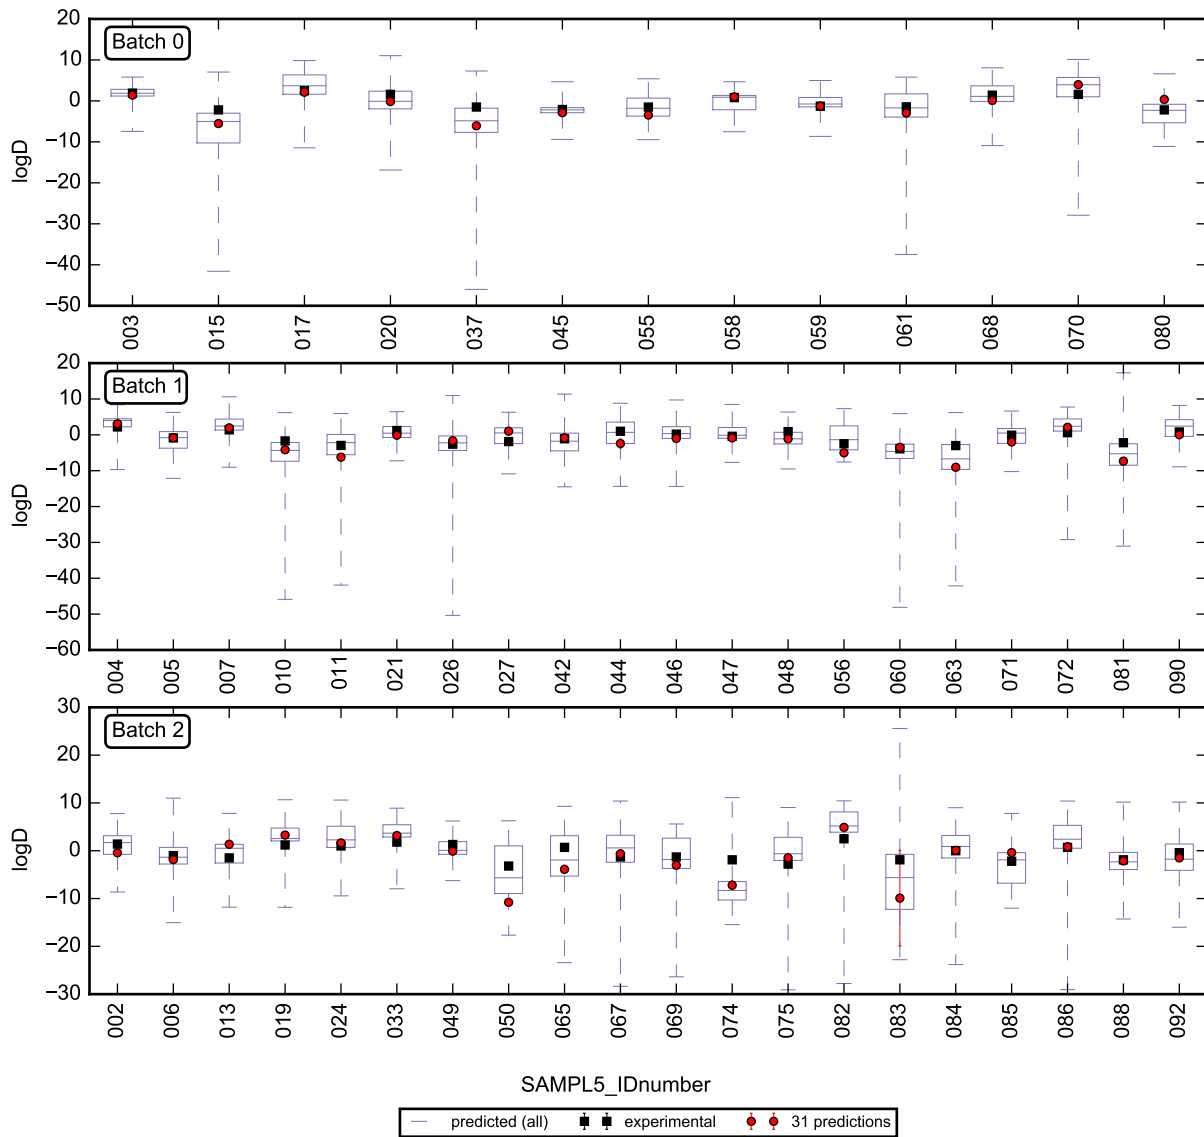 20
Batch 0
10
0
−10
−20
−30
−40
−50
logD
003 015 017 020 037 045 055 058 059 061 068 070 080
20
Batch 1
10
0
−10
−20
−30
−40
−50
−60
logD
004 005 007 010 011 021 026 027 042 044 046 047 048 056 060 063 071 072 081 090
30
Batch 2
20
10
0
−10
−20
−30
logD
002 006 013 019 024 033 049 050 065 067 069 074 075 082 083 084 085 086 088 092
SAMPL5_IDnumber
predicted (all) experimental 31 predictions